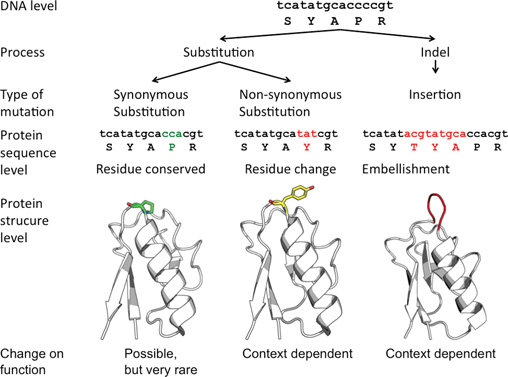 DNA level
tcatatgcaccccgt
S Y A P R
Process
Substitution
Indel
Type of mutation
Synonymous Substitution
Non-synonymous Substitution
Insertion
Protein sequence level
tcatatgcaccacgt
S Y A P R
tcatatgcatatcgt
S Y A Y R
tcatatacgtatgcaccacgt
S Y T Y A P R
Residue conserved
Residue change
Embellishment
Protein strucure level
Change on function
Possible, but very rare
Context dependent
Context dependent